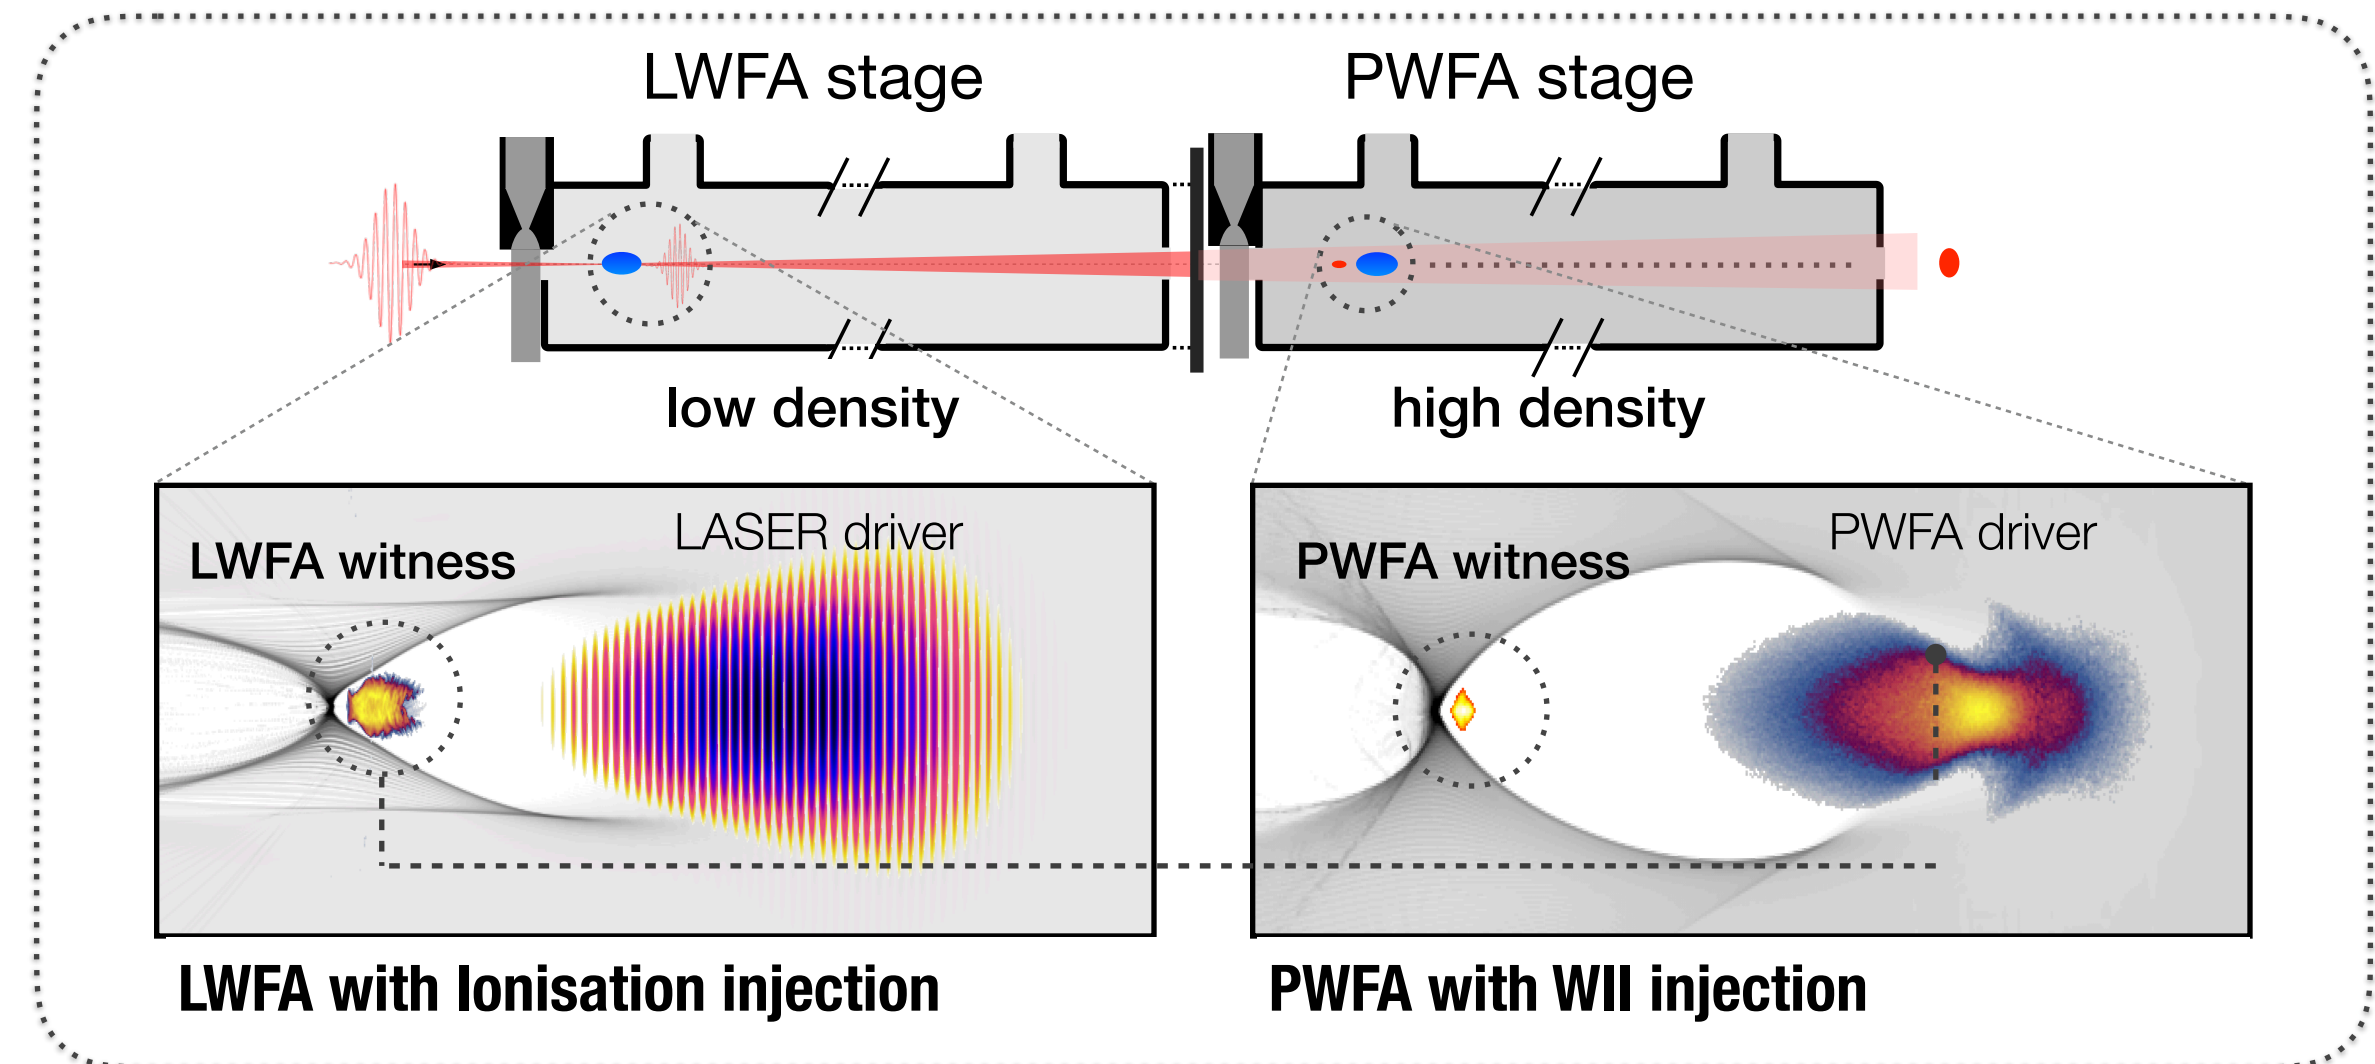 LWFA stage
PWFA stage
low density
high density
LWFA witness
LASER driver
PWFA witness
PWFA driver
LWFA with Ionisation injection
PWFA with WII injection